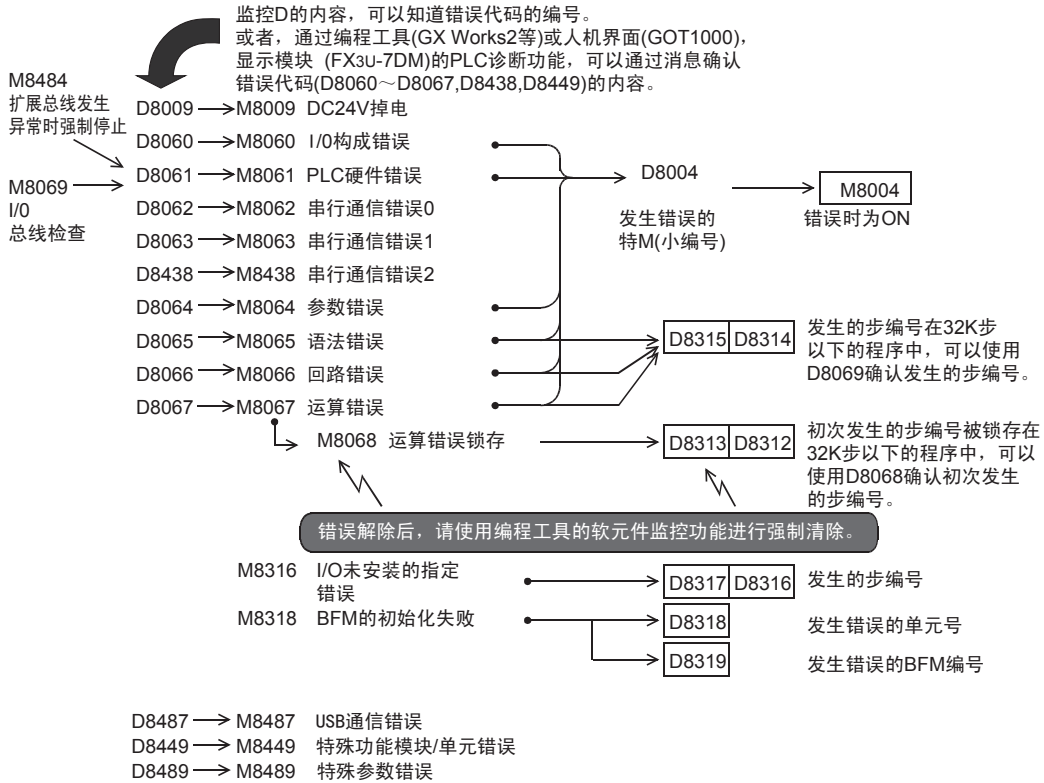 监控D的内容，可以知道错误代码的编号。
或者，通过编程工具(GX Works2等)或人机界面(GOT1000),
显示模块 (FX3U-7DM)的PLC诊断功能，可以通过消息确认
错误代码(D8060～D8067,D8438,D8449)的内容。
M8484
扩展总线发生
异常时强制停止
M8069
I/0
总线检查
D8009 M8009 DC24V掉电
D8060 M8060 I/0构成错误
D8061 M8061 PLC硬件错误
D8062 M8062 串行通信错误0
D8063 M8063 串行通信错误1
D8438 M8438 串行通信错误2
D8064 M8064 参数错误
D8065 M8065 语法错误
D8066 M8066 回路错误
D8067 M8067 运算错误
M8068 运算错误锁存
D8004
发生错误的
特M(小编号)
M8004
错误时为ON
D8315 D8314
发生的步编号在32K步
以下的程序中，可以使用
D8069确认发生的步编号。
D8313 D8312
初次发生的步编号被锁存在
32K步以下的程序中，可以
使用D8068确认初次发生
的步编号。
错误解除后，请使用编程工具的软元件监控功能进行强制清除。
M8316 I/O未安装的指定
错误
D8317 D8316 发生的步编号
M8318 BFM的初始化失败
D8318 发生错误的单元号
D8319 发生错误的BFM编号
D8487 M8487 USB通信错误
D8449 M8449 特殊功能模块/单元错误
D8489 M8489 特殊参数错误